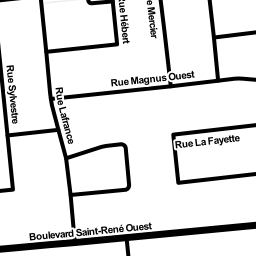 Rue Hébert
Rue Mercier
Rue Magnus Ouest
Rue Sylvestre
Rue Lafrance
Rue La Fayette
Boulevard Saint-René Ouest